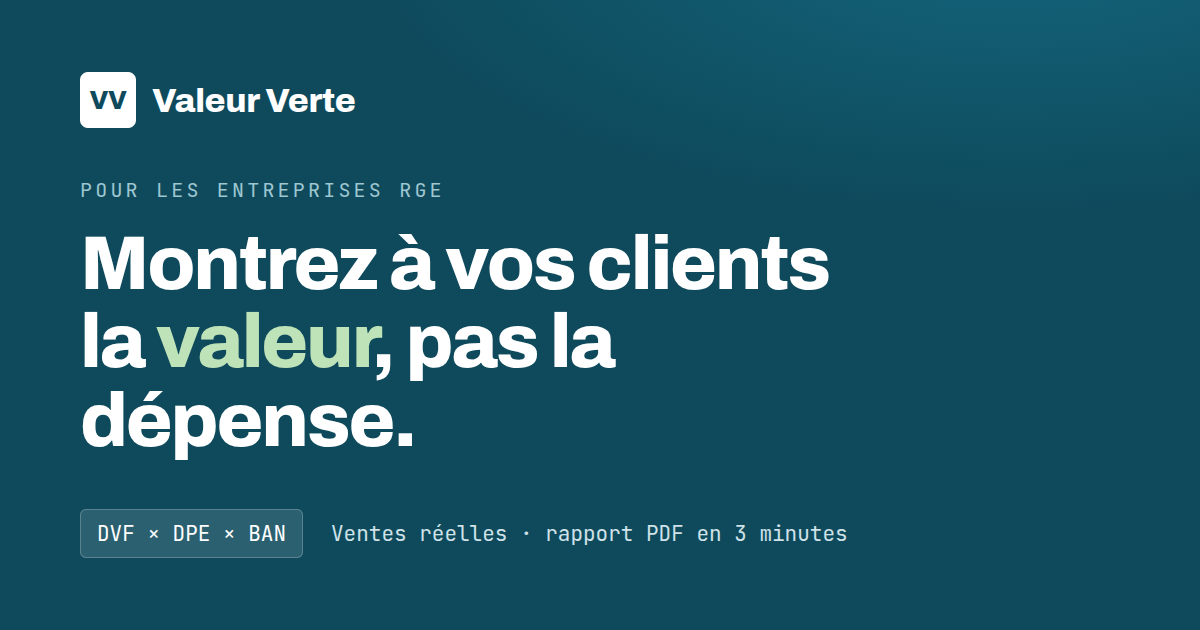 VV Valeur Verte
POUR LES ENTREPRISES RGE
Montrez à vos clients
la valeur, pas la
dépense.
DVF × DPE × BAN Ventes réelles · rapport PDF en 3 minutes